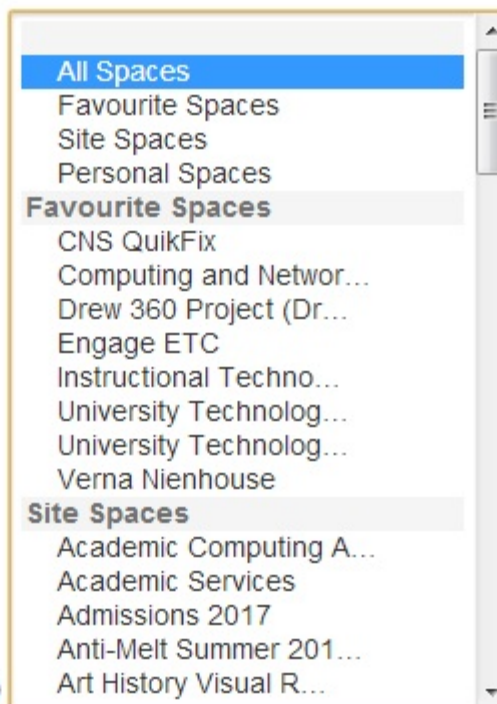 All Spaces
Favourite Spaces
Site Spaces
Personal Spaces
Favourite Spaces
CNS QuikFix
Computing and Networ...
Drew 360 Project (Dr...
Engage ETC
Instructional Techno...
University Technolog...
University Technolog...
Verna Nienhouse
Site Spaces
Academic Computing A...
Academic Services
Admissions 2017
Anti-Melt Summer 201...
Art History Visual R...